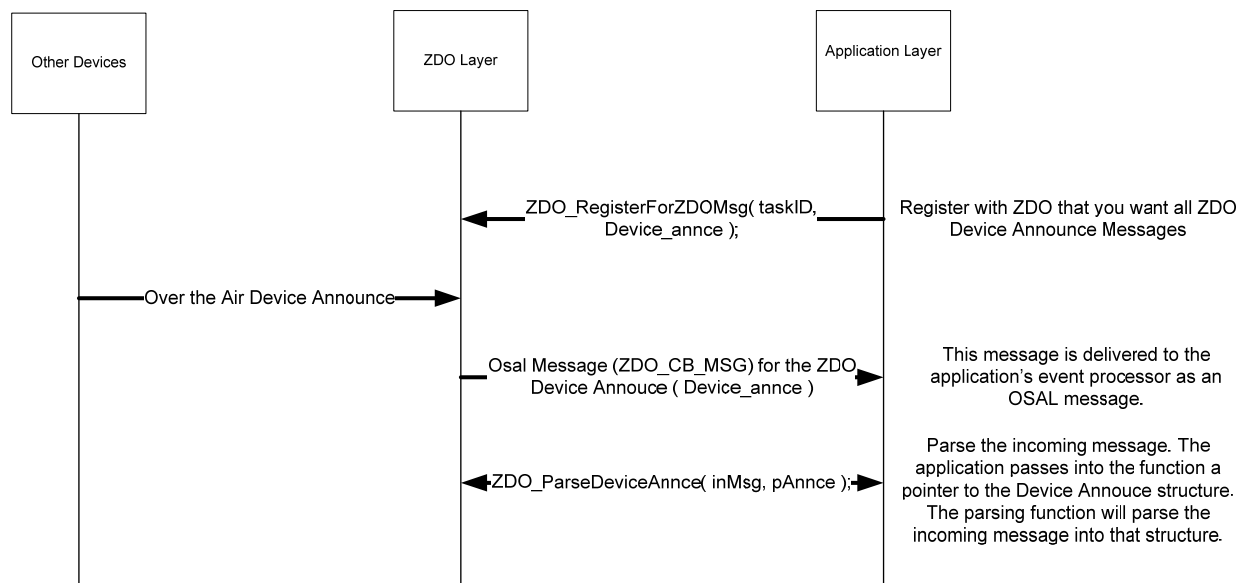 Other Devices
ZDO Layer
Application Layer
ZDO_RegisterForZDOMsg( taskID,
Device_annce );
Register with ZDO that you want all ZDO
Device Announce Messages
Over the Air Device Announce
Osal Message (ZDO_CB_MSG) for the ZDO
Device Annouce ( Device_annce )
This message is delivered to the
application's event processor as an
OSAL message.
ZDO_ParseDeviceAnnce( inMsg, pAnnce );
Parse the incoming message. The
application passes into the function a
pointer to the Device Annouce structure.
The parsing function will parse the
incoming message into that structure.